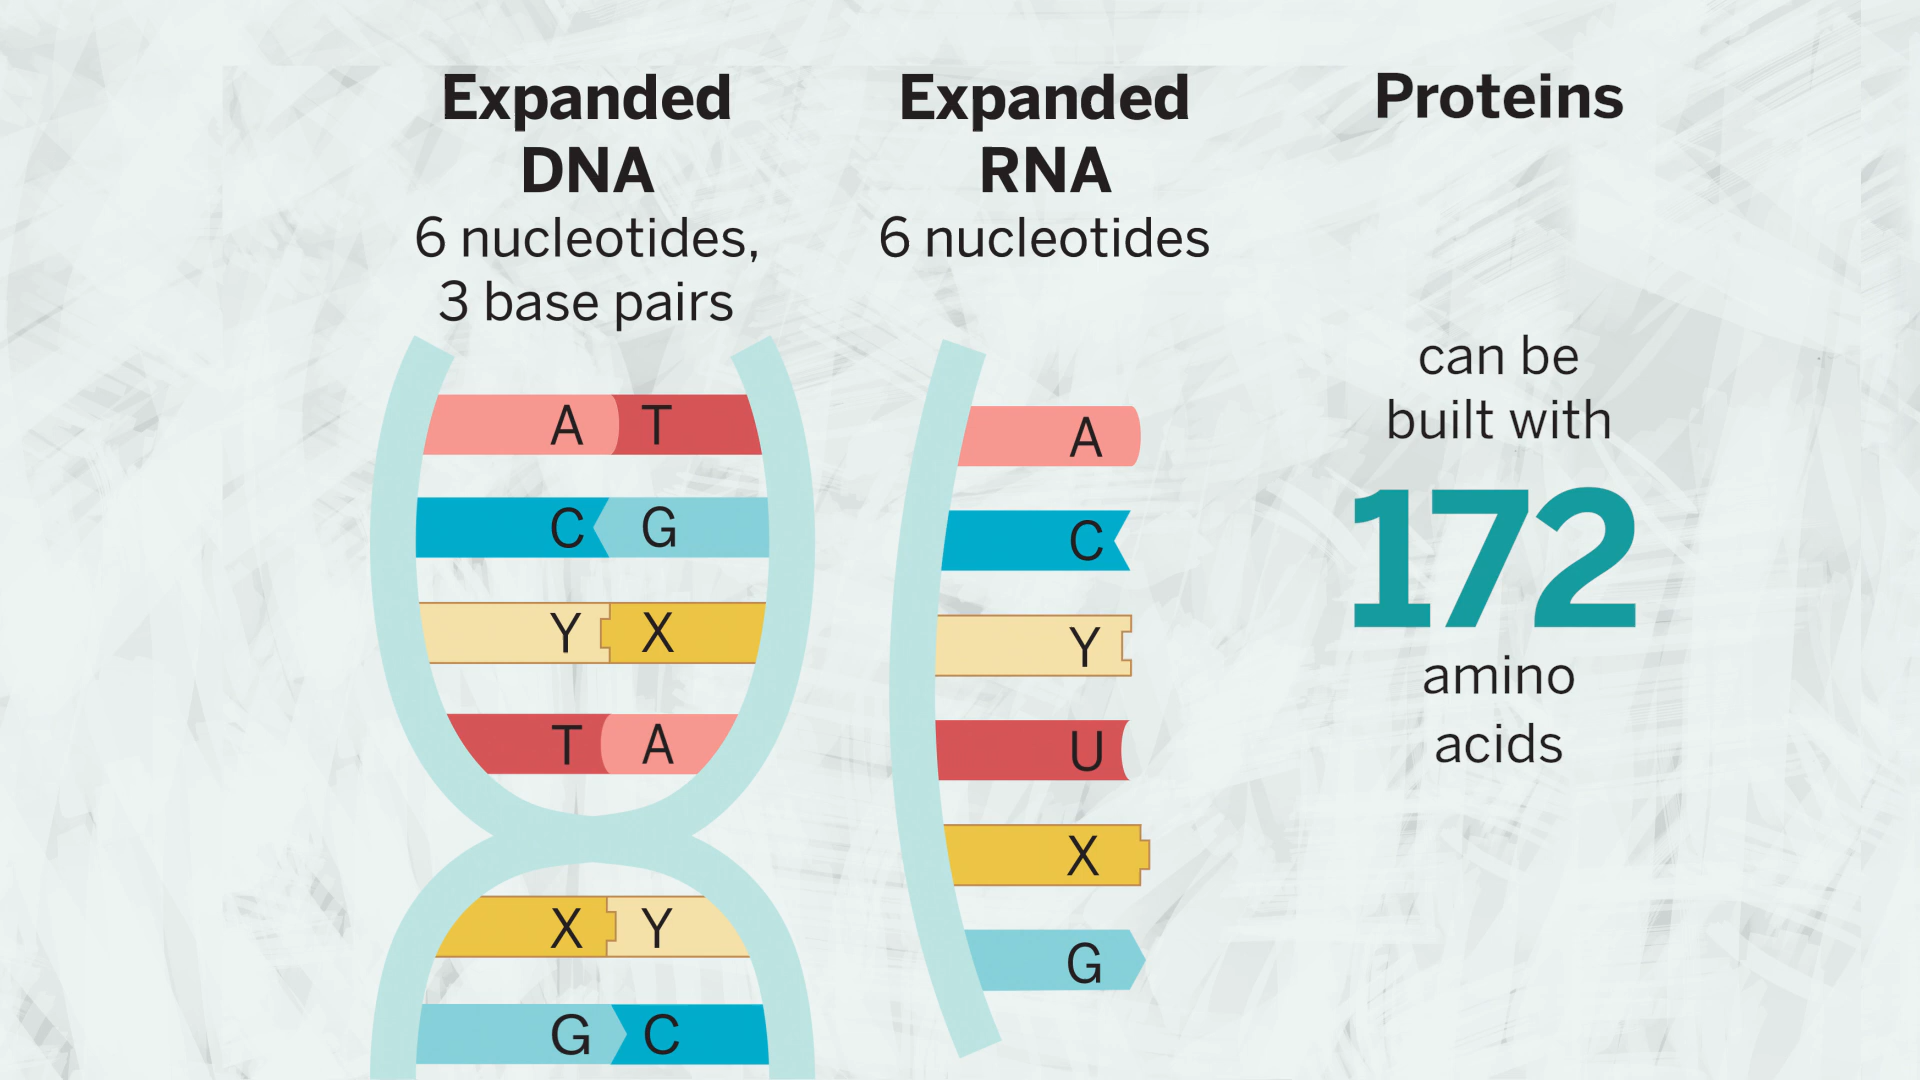 Expanded
DNA
6 nucleotides,
3 base pairs
A T
C G
Y X
T A
X Y
G C
Expanded
RNA
6 nucleotides
A
C
Y
U
X
G
Proteins
can be
built with
172
amino
acids